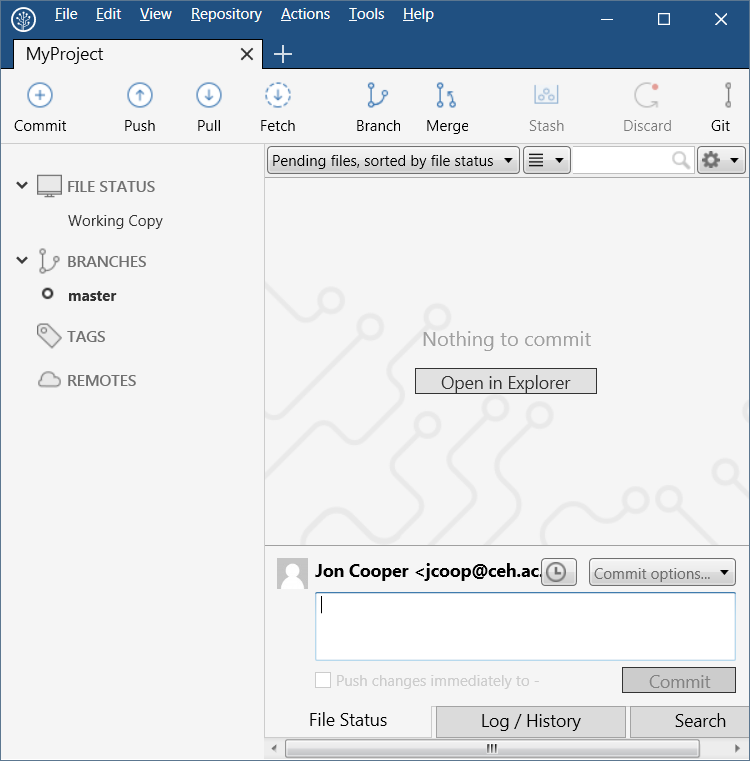 File Edit View Repository Actions Tools Help
MyProject
Commit Push Pull Fetch Branch Merge Stash Discard Git
Pending files, sorted by file status
FILE STATUS
Working Copy
BRANCHES
master
TAGS
REMOTES
Nothing to commit
Open in Explorer
Jon Cooper <jcoop@ceh.ac.
Commit options...
Push changes immediately to -
Commit
File Status Log / History Search